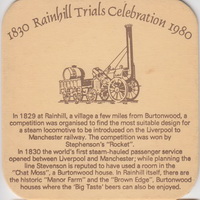 1830 Rainhill Trials Celebration 1980
In 1829 at Rainhill, a village a few miles from Burtonwood, a
competition was organised to find the most suitable design for
a steam locomotive to be introduced on the Liverpool to
Manchester railway. The competition was won by
Stephenson's "Rocket".
In 1830 the world's first steam-hauled passenger service
opened between Liverpool and Manchester; while planning the
line Stevenson is reputed to have used a room in the
"Chat Moss", a Burtonwood house. In Rainhill itself, there are
the historic "Manor Farm" and the "Brown Edge", Burtonwood
houses where the 'Big Taste' beers can also be enjoyed.